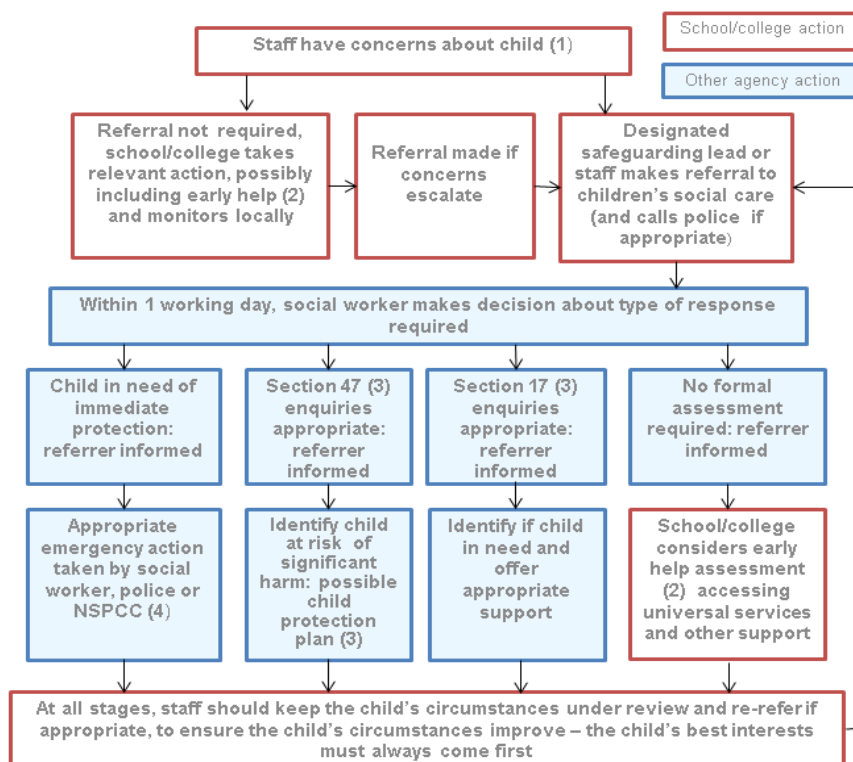 Staff have concerns about child (1)
School/college action
Other agency action
Referral not required,
school/college takes
relevant action, possibly
including early help (2)
and monitors locally
Referral made if
concerns
escalate
Designated
safeguarding lead or
staff makes referral to
children's social care
(and calls police if
appropriate)
Within 1 working day, social worker makes decision about type of response
required
Child in need of
immediate
protection:
referrer informed
Section 47 (3)
enquiries
appropriate:
referrer
informed
Section 17 (3)
enquiries
appropriate:
referrer
informed
No formal
assessment
required: referrer
informed
Appropriate
emergency action
taken by social
worker, police or
NSPCC (4)
Identify child
at risk of
significant
harm: possible
child
protection
plan (3)
Identify if child
in need and
offer
appropriate
support
School/college
considers early
help assessment
(2) accessing
universal services
and other support
At all stages, staff should keep the child's circumstances under review and re-refer if
appropriate, to ensure the child's circumstances improve – the child's best interests
must always come first